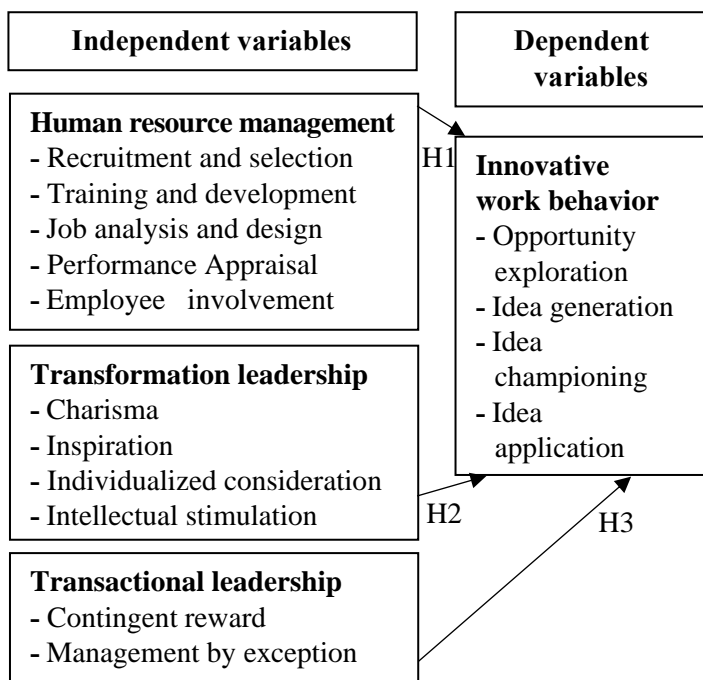 Independent variables
Dependent
variables
Human resource management
- Recruitment and selection
- Training and development
- Job analysis and design
- Performance Appraisal
- Employee involvement
H1
Innovative
work behavior
- Opportunity
exploration
- Idea generation
- Idea
championing
- Idea
application
Transformation leadership
- Charisma
- Inspiration
- Individualized consideration
- Intellectual stimulation
H2
H3
Transactional leadership
- Contingent reward
- Management by exception